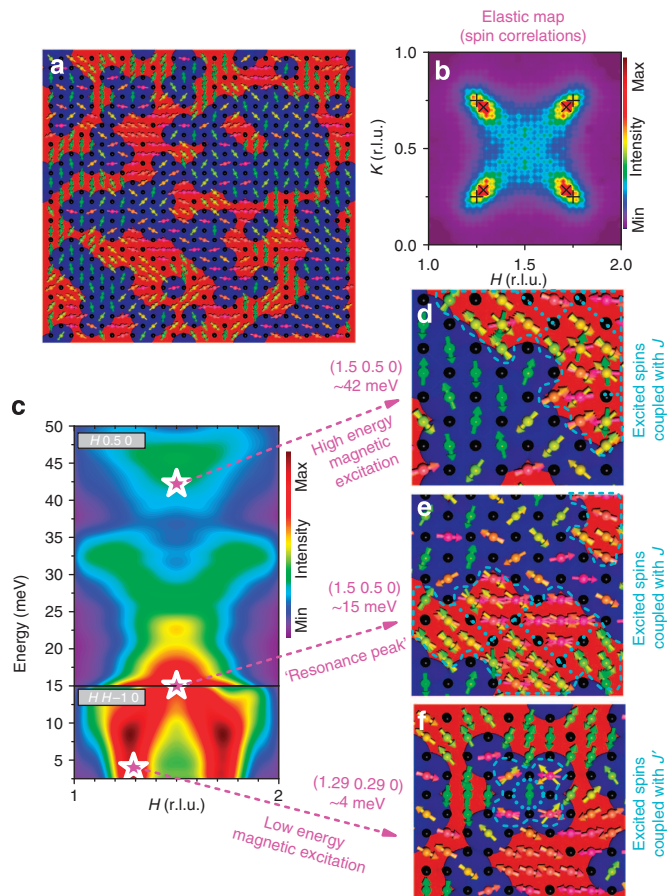 Elastic map
(spin correlations)
a
b
1.0
0.5
0.0
K (r.l.u.)
1.0
1.5
2.0
H (r.l.u.)
Max
Intensity
Min
c
50
45
40
35
30
25
20
15
10
5
Energy (meV)
H 0.5 0
H H–1 0
1
2
H (r.l.u.)
Max
Intensity
Min
(1.5 0.5 0)
~42 meV
High energy
magnetic
excitation
(1.5 0.5 0)
~15 meV
'Resonance peak'
(1.29 0.29 0)
~4 meV
Low energy
magnetic excitation
d
Excited spins
coupled with J
e
Excited spins
coupled with J
f
Excited spins
coupled with J'